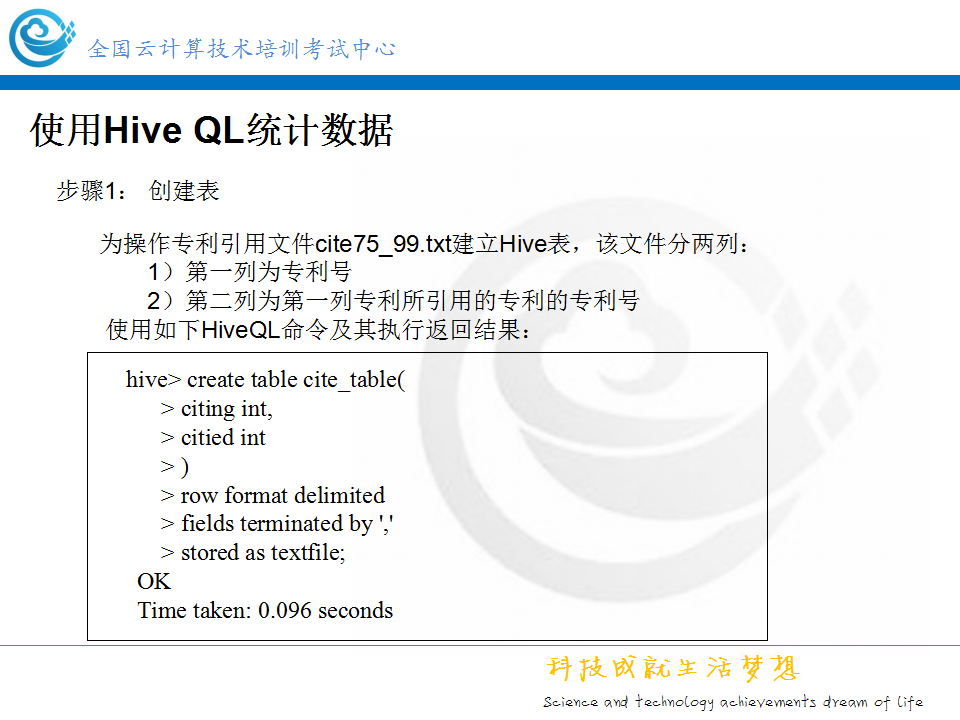 全国云计算技术培训考试中心
使用Hive QL统计数据
步骤1： 创建表
为操作专利引用文件cite75_99.txt建立Hive表，该文件分两列：
1）第一列为专利号
2）第二列为第一列专利所引用的专利的专利号
使用如下HiveQL命令及其执行返回结果：
hive> create table cite_table(
> citing int,
> citied int
> )
> row format delimited
> fields terminated by ','
> stored as textfile;
OK
Time taken: 0.096 seconds
科技成就生活梦想
Science and technology achievements dream of life